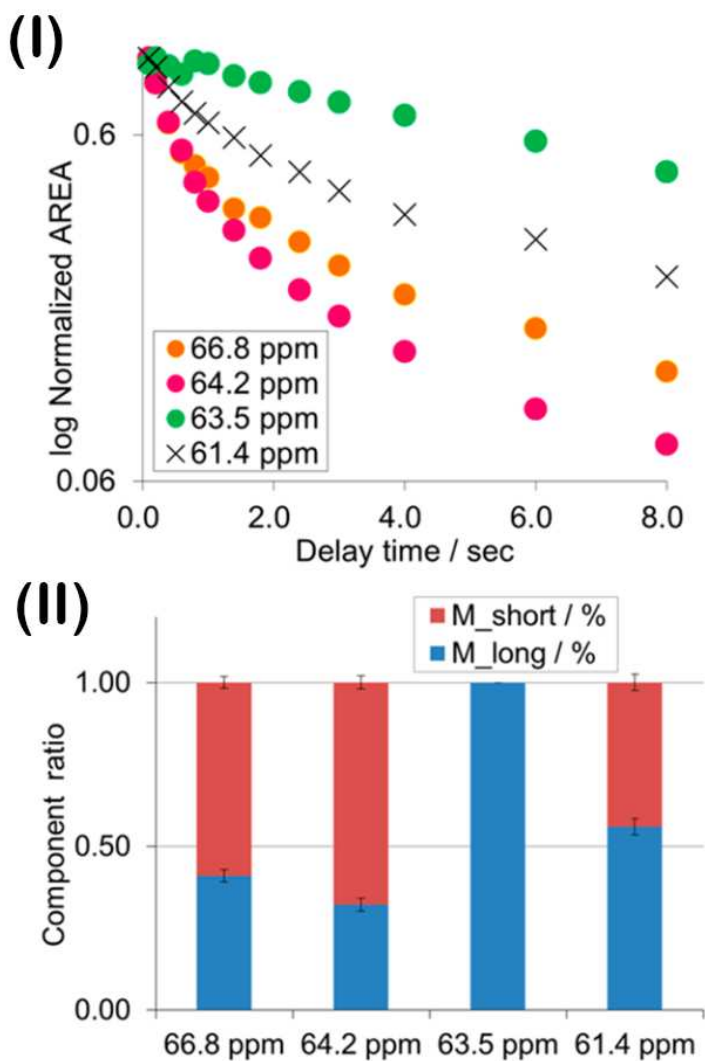 (I)
0.6
0.06
log Normalized AREA
66.8 ppm
64.2 ppm
63.5 ppm
61.4 ppm
0.0 2.0 4.0 6.0 8.0
Delay time / sec
(II)
M_short / %
M_long / %
1.00
0.50
0.00
Component ratio
66.8 ppm 64.2 ppm 63.5 ppm 61.4 ppm